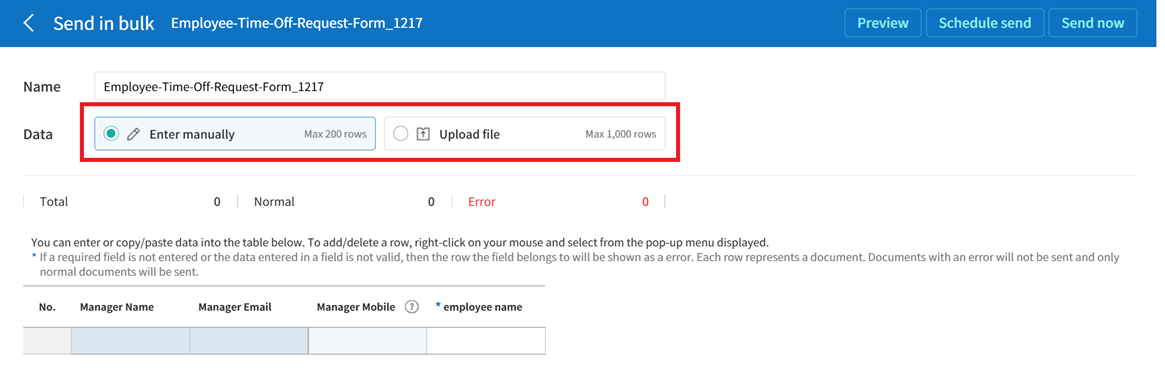 Send in bulk Employee-Time-Off-Request-Form_1217 Preview Schedule send Send now
Name Employee-Time-Off-Request-Form_1217
Data Enter manually Max 200 rows Upload file Max 1,000 rows
Total 0 Normal 0 Error 0
You can enter or copy/paste data into the table below. To add/delete a row, right-click on your mouse and select from the pop-up menu displayed.
* If a required field is not entered or the data entered in a field is not valid, then the row the field belongs to will be shown as a error. Each row represents a document. Documents with an error will not be sent and only
normal documents will be sent.
No. Manager Name Manager Email Manager Mobile ? * employee name